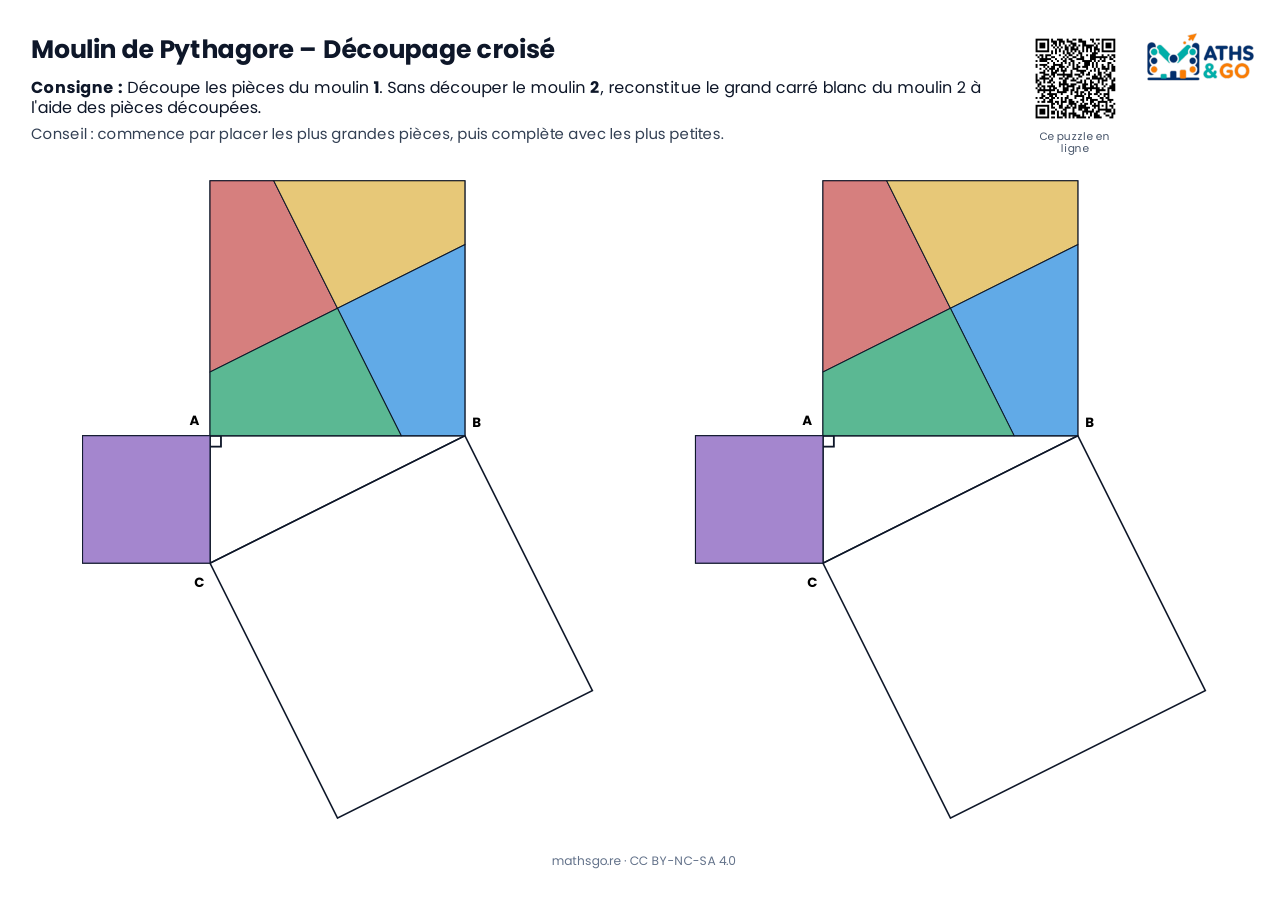 Moulin de Pythagore – Découpage croisé
Consigne : Découpe les pièces du moulin 1. Sans découper le moulin 2, reconstitue le grand carré blanc du moulin 2 à
l'aide des pièces découpées.
Conseil : commence par placer les plus grandes pièces, puis complète avec les plus petites.
Ce puzzle en
ligne
ATHS
&GO
A
B
C
A
B
C
mathsgo.re · CC BY-NC-SA 4.0